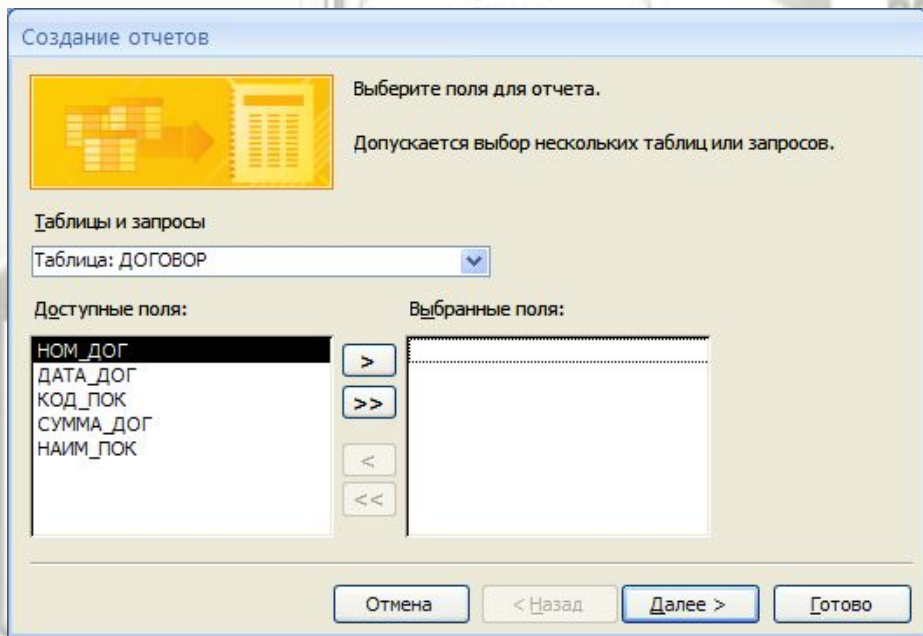 Создание отчетов
Выберите поля для отчета.
Допускается выбор нескольких таблиц или запросов.
Таблицы и запросы
Таблица: ДОГОВОР
Доступные поля:
Выбранные поля:
НОМ_ДОГ
ДАТА_ДОГ
КОД_ПОК
СУММА_ДОГ
НАИМ_ПОК
>
>>
<
<<
Отмена
< Назад
Далее >
Готово